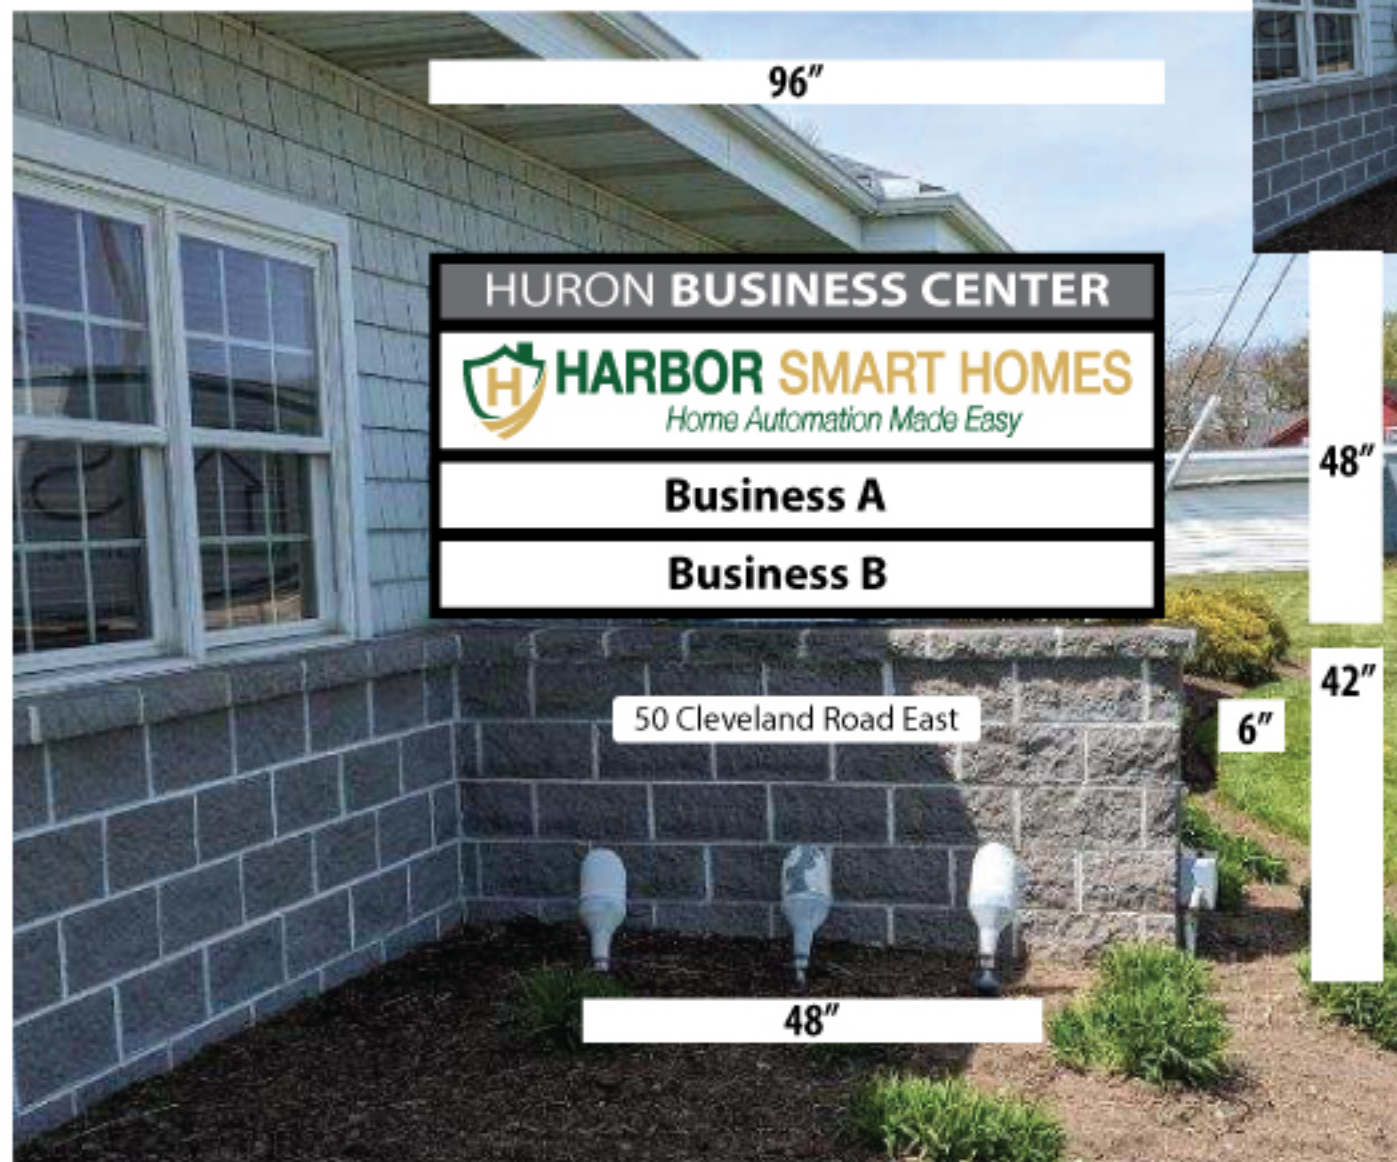 96”
HURON BUSINESS CENTER
H
HARBOR SMART HOMES
Home Automation Made Easy
48”
Business A
Business B
50 Cleveland Road East
42”
6”
48”